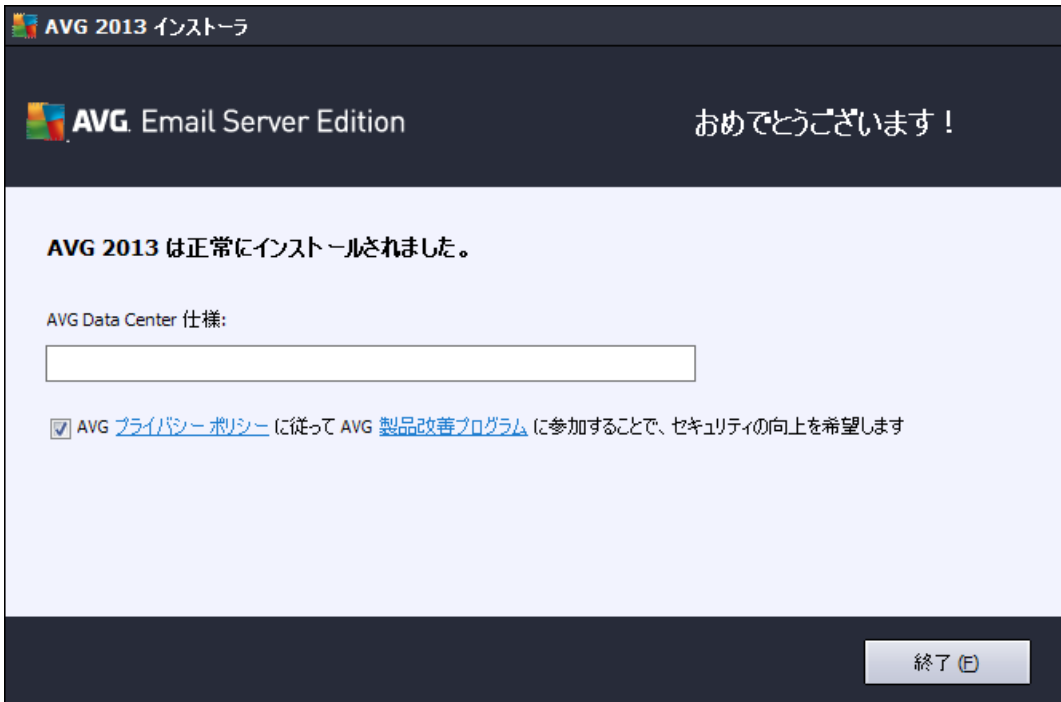 AVG 2013 インストーラ
AVG. Email Server Edition
おめでとうございます！
AVG 2013 は正常にインストールされました。
AVG Data Center 仕様:
AVG プライバシー ポリシー に従って AVG 製品改善プログラム に参加することで、セキュリティの向上を希望します
終了 (F)